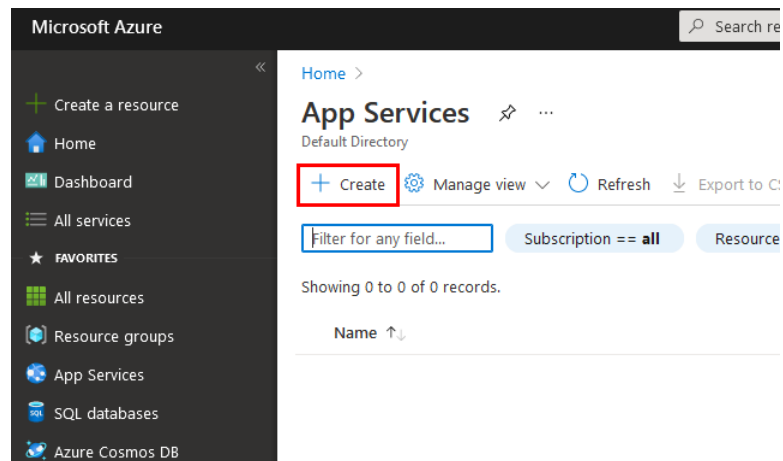 Microsoft Azure
Search re
«
Create a resource
Home
Dashboard
All services
FAVORITES
All resources
Resource groups
App Services
SQL databases
Azure Cosmos DB
Home >
App Services ...
Default Directory
+ Create Manage view Refresh Export to CS
Filter for any field... Subscription == all Resource
Showing 0 to 0 of 0 records.
Name ↑↓